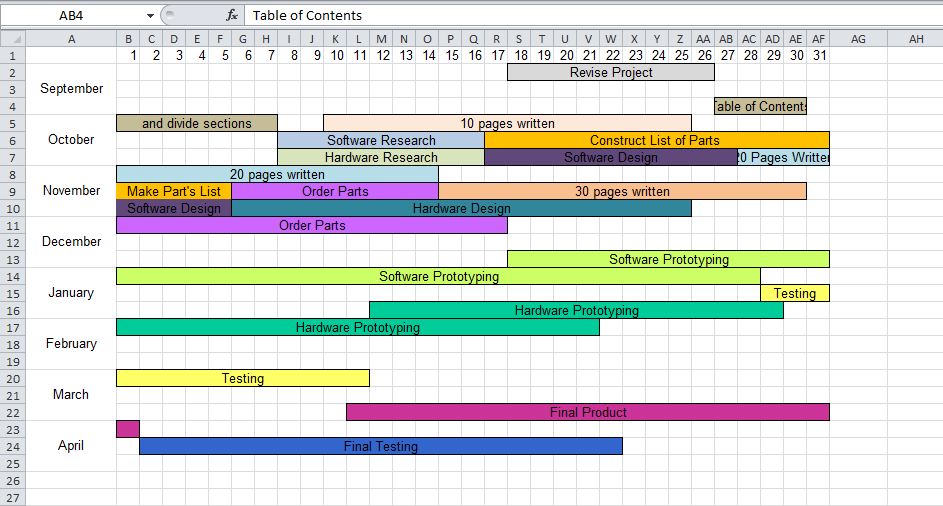 AB4 fx Table of Contents
A B C D E F G H I J K L M N O P Q R S T U V W X Y Z AA AB AC AD AE AF AG AH
1 1 2 3 4 5 6 7 8 9 10 11 12 13 14 15 16 17 18 19 20 21 22 23 24 25 26 27 28 29 30 31
2 Revise Project
3 September
4 able of Contents
5 and divide sections 10 pages written
6 October Software Research Construct List of Parts
7 Hardware Research Software Design 20 Pages Written
8 20 pages written
9 November Make Part's List Order Parts 30 pages written
10 Software Design Hardware Design
11 Order Parts
12 December
13 Software Prototyping
14 Software Prototyping
15 January Testing
16 Hardware Prototyping
17 Hardware Prototyping
18 February
19
20 Testing
21 March
22 Final Product
23
24 April Final Testing
25
26
27